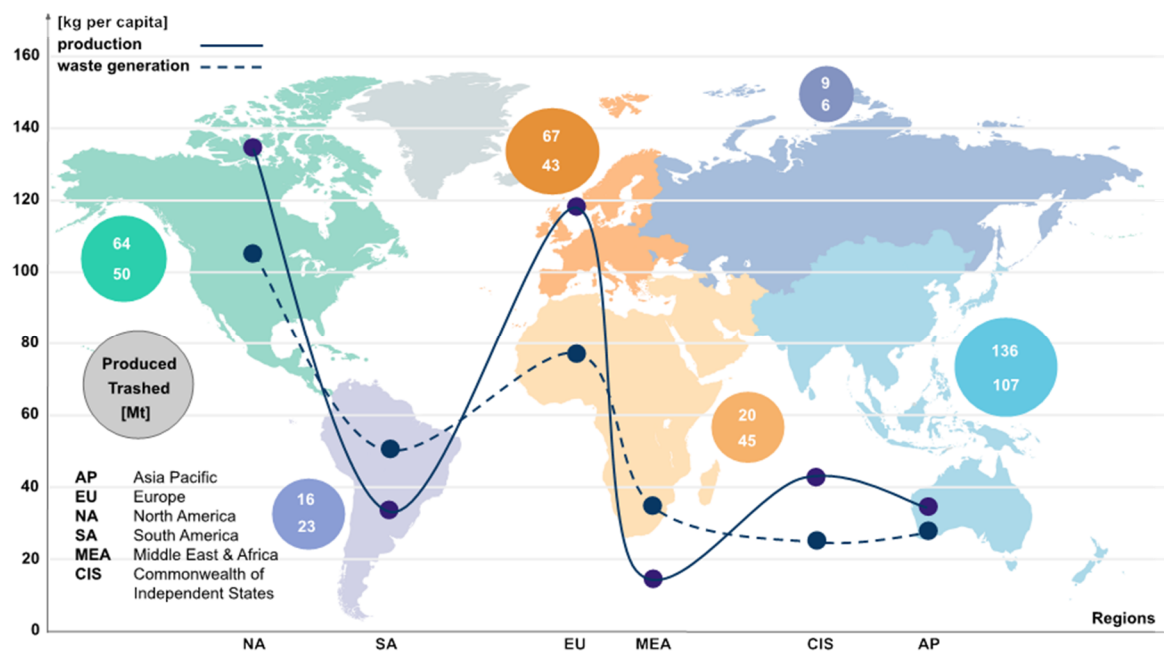 [kg per capita]
production
waste generation
160
140
120
100
80
60
40
20
0
9
6
67
43
64
50
Produced
Trashed
[Mt]
136
107
20
45
16
23
AP Asia Pacific
EU Europe
NA North America
SA South America
MEA Middle East & Africa
CIS Commonwealth of
Independent States
Regions
NA SA EU MEA CIS AP